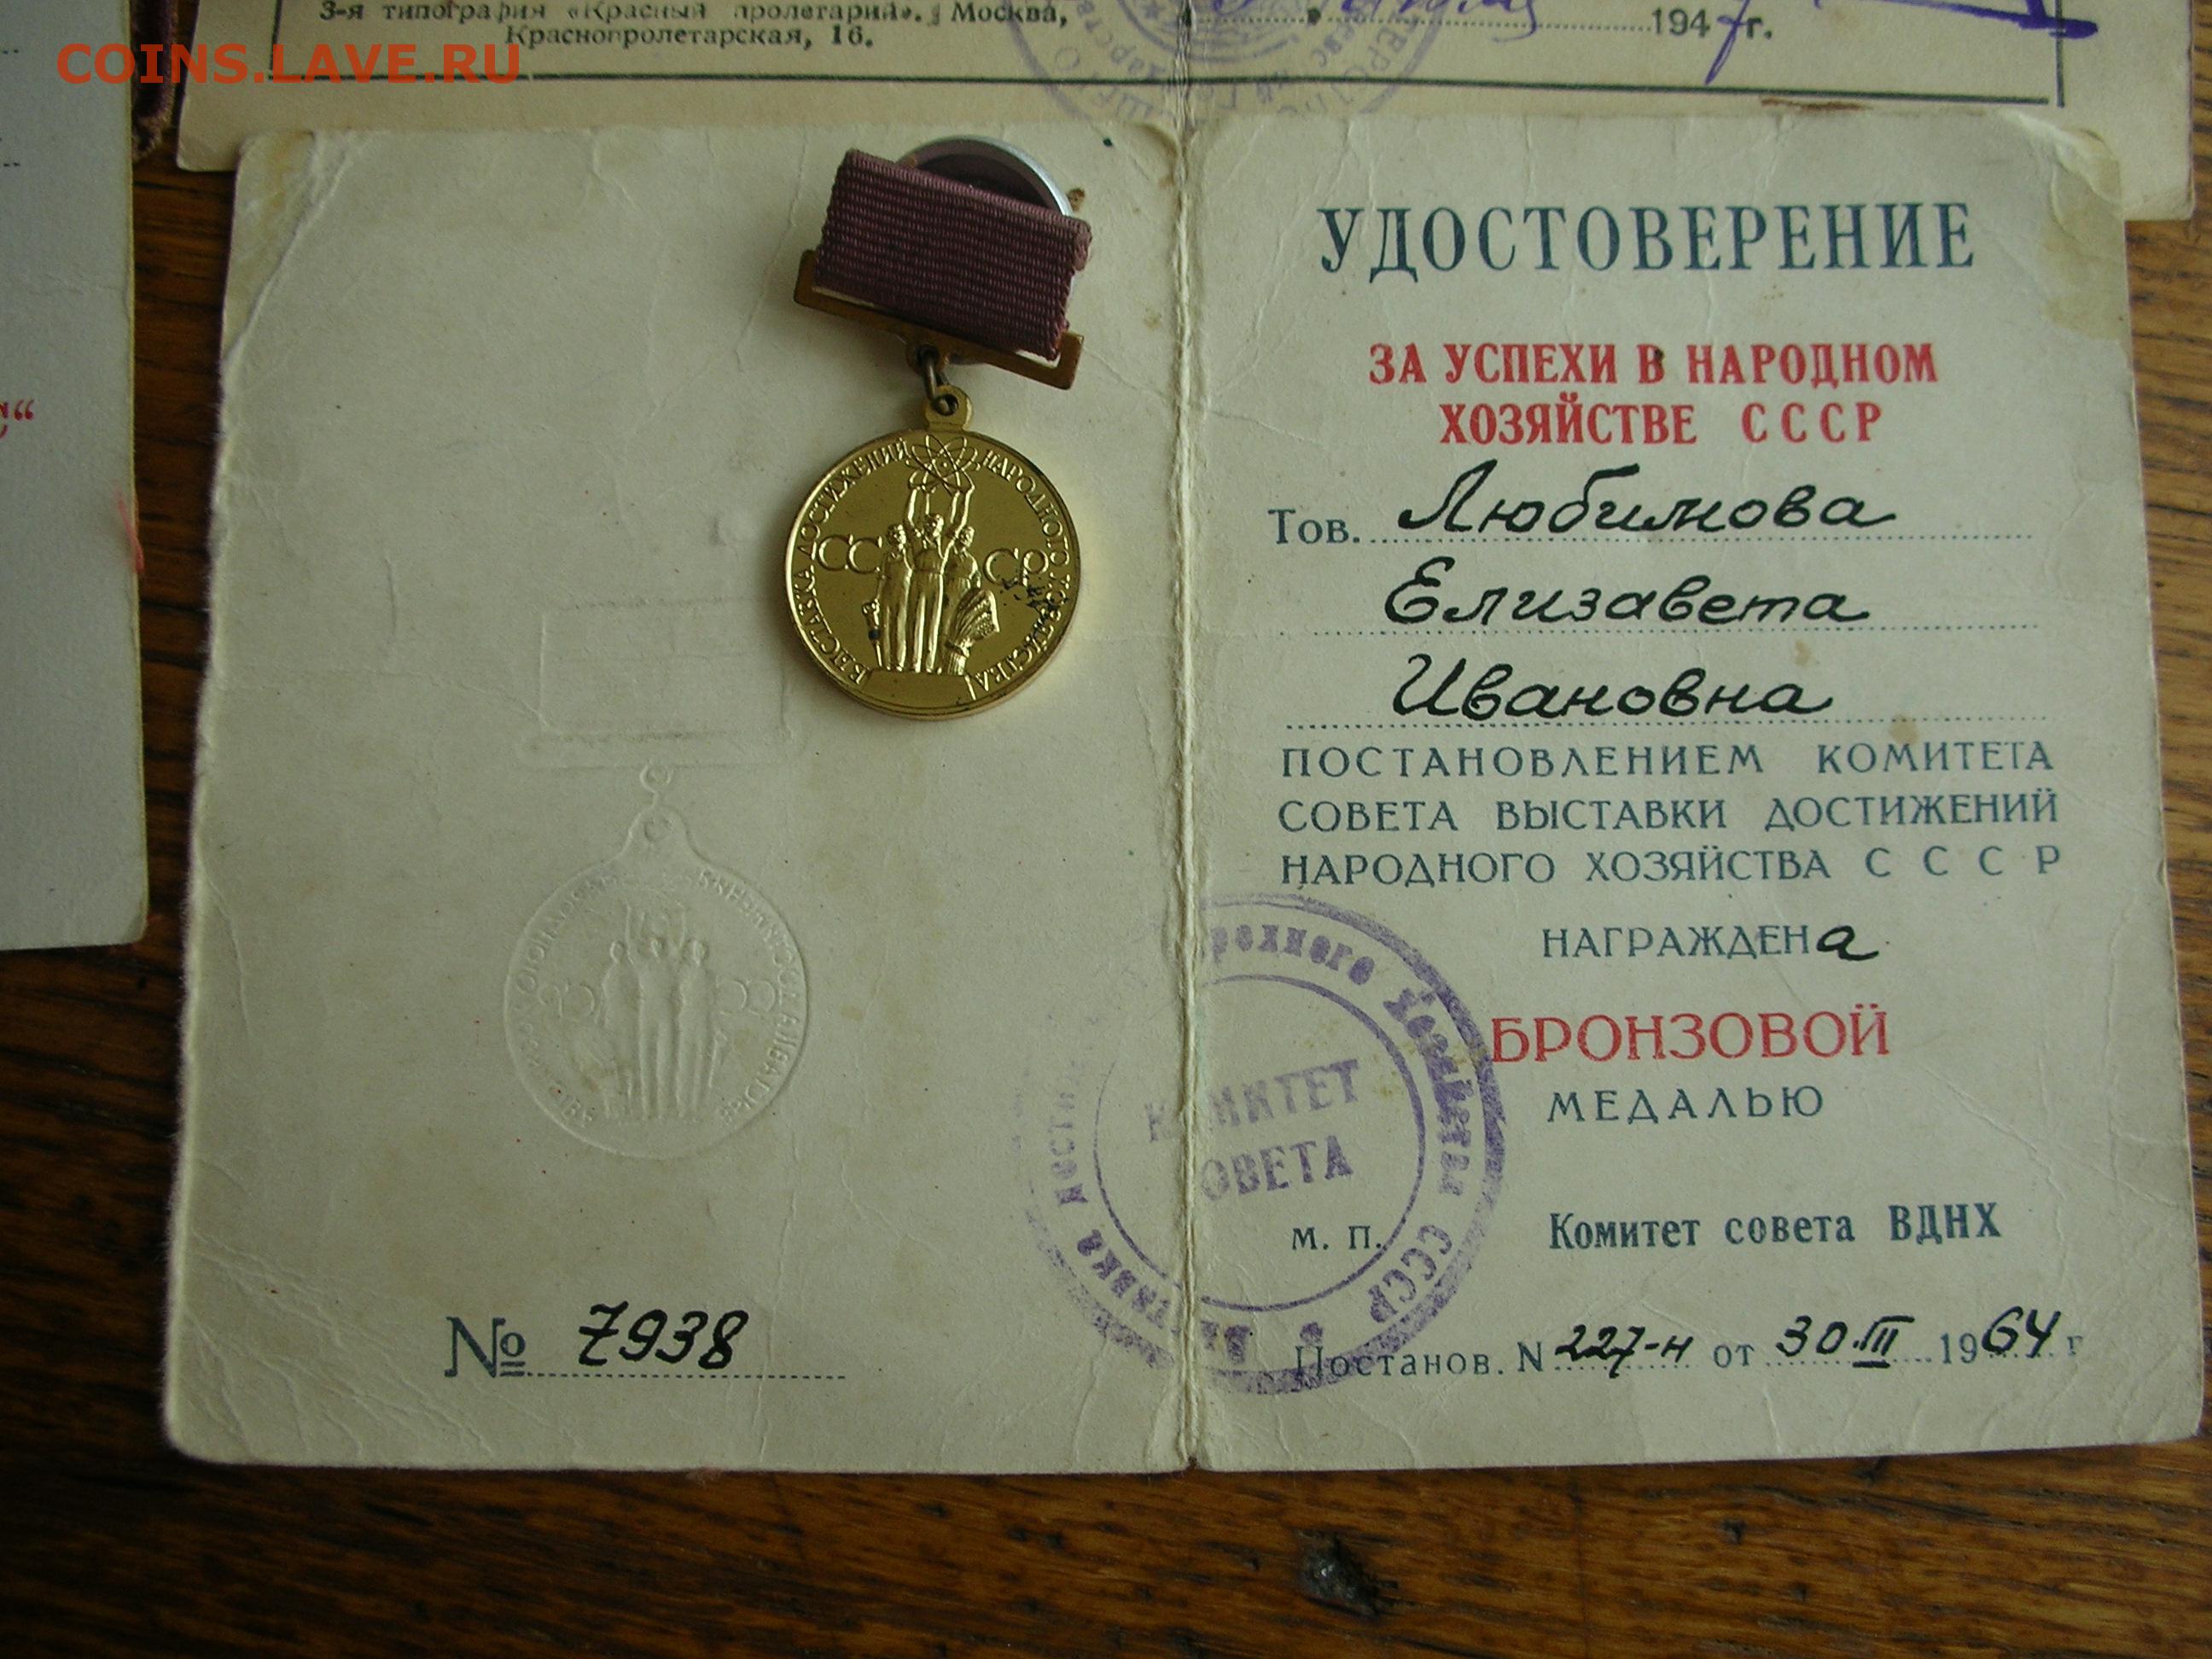 3-я типография «Красный пролетарий». Москва,
Краснопролетарская, 16.
1947 г.
COINS.LAVE.RU
УДОСТОВЕРЕНИЕ
ЗА УСПЕХИ В НАРОДНОМ
ХОЗЯЙСТВЕ СССР
Тов. Любимова
Елизавета
Ивановна
ПОСТАНОВЛЕНИЕМ КОМИТЕТА
СОВЕТА ВЫСТАВКИ ДОСТИЖЕНИЙ
НАРОДНОГО ХОЗЯЙСТВА С С С Р
НАГРАЖДЕНа
БРОНЗОВОЙ
МЕДАЛЬЮ
М. П.
Комитет совета ВДНХ
Постанов. N 227-н от 30.III 1964 г
№ 7938
ВЫСТАВКА ДОСТИЖЕНИЙ НАРОДНОГО ХОЗЯЙСТВА
СССР
КОМИТЕТ
СОВЕТА
Хозяйства СССР